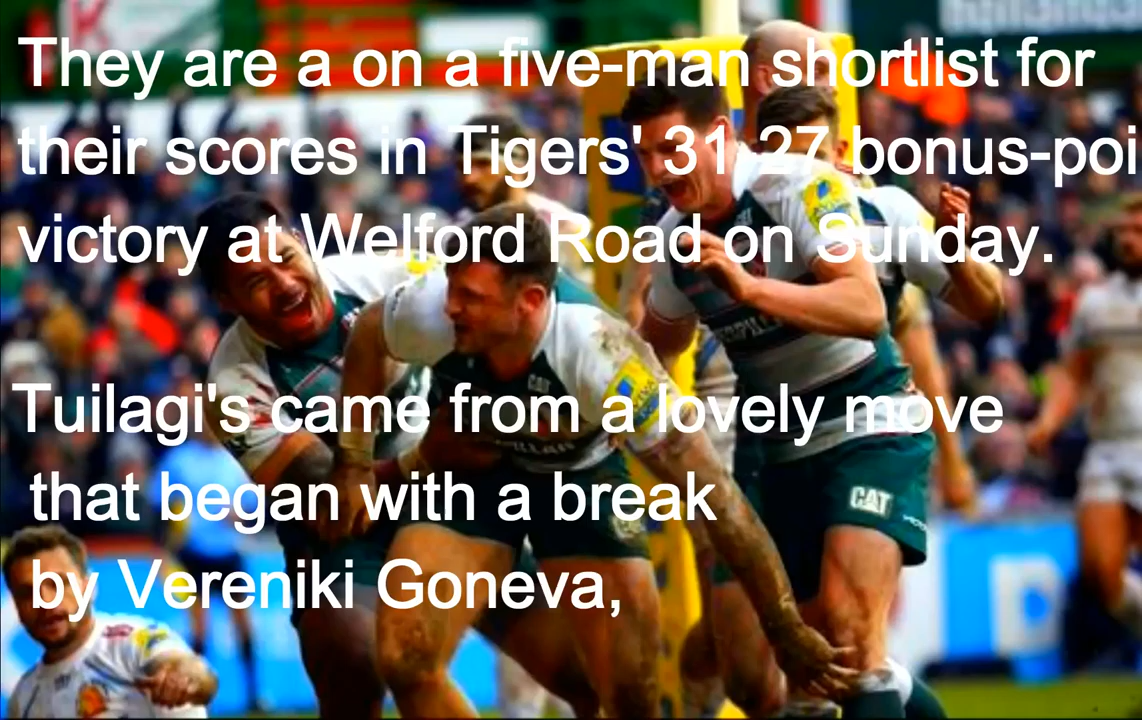 They are a on a five-man shortlist for
their scores in Tigers' 31-27 bonus-poi
victory at Welford Road on Sunday.
Tuilagi's came from a lovely move
that began with a break
by Vereniki Goneva,
CAT
CAT